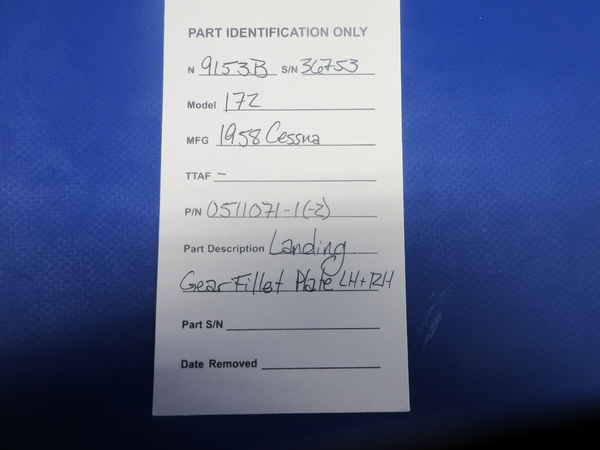 PART IDENTIFICATION ONLY
N 9153B S/N 36753
Model 172
MFG 1958 Cessna
TTAF -
P/N 0511071-1(-2)
Part Description Landing
Gear Fillet Plate LH+RH
Part S/N
Date Removed